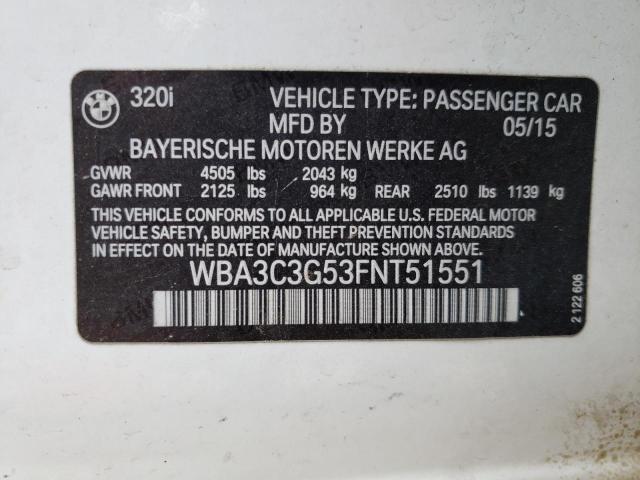 BMW 320i VEHICLE TYPE: PASSENGER CAR
MFD BY 05/15
BAYERISCHE MOTOREN WERKE AG
GVWR 4505 lbs 2043 kg
GAWR FRONT 2125 lbs 964 kg REAR 2510 lbs 1139 kg
THIS VEHICLE CONFORMS TO ALL APPLICABLE U.S. FEDERAL MOTOR
VEHICLE SAFETY, BUMPER AND THEFT PREVENTION STANDARDS
IN EFFECT ON THE DATE OF MANUFACTURE SHOWN ABOVE.
WBA3C3G53FNT51551
2 122 606